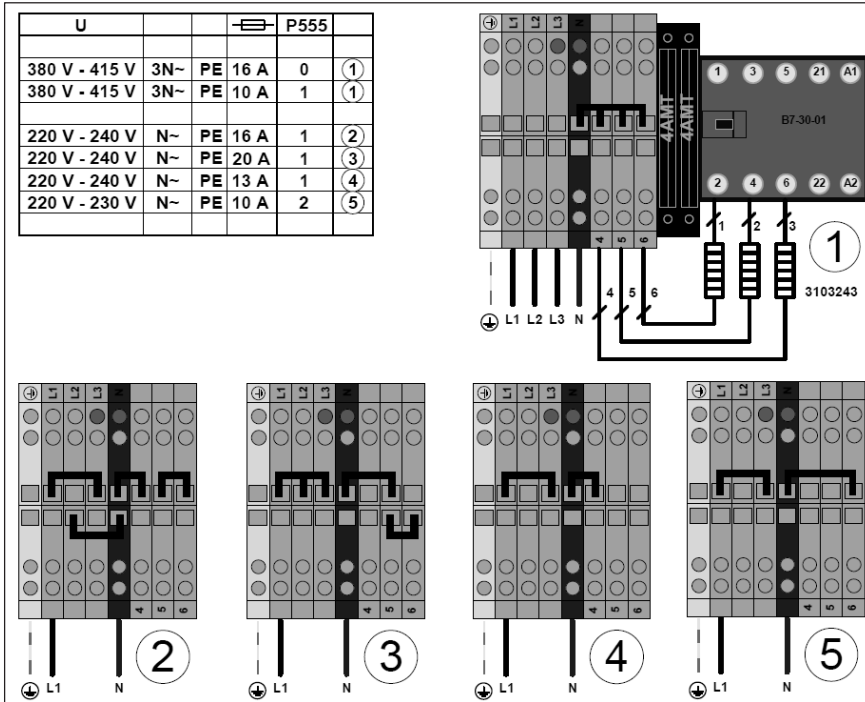 U P555
380 V - 415 V 3N~ PE 16 A 0 1
380 V - 415 V 3N~ PE 10 A 1 1
220 V - 240 V N~ PE 16 A 1 2
220 V - 240 V N~ PE 20 A 1 3
220 V - 240 V N~ PE 13 A 1 4
220 V - 230 V N~ PE 10 A 2 5
L1 L2 L3 N
4AMT 4AMT
1 3 5 21 A1
B7-30-01
2 4 6 22 A2
4 5 6
1 2 3
4 5 6
L1 L2 L3 N
1
3103243
L1 L2 L3 N
4 5 6
L1 N
2
L1 L2 L3 N
4 5 6
L1 N
3
L1 L2 L3 N
4 5 6
L1 N
4
L1 L2 L3 N
4 5 6
L1 N
5